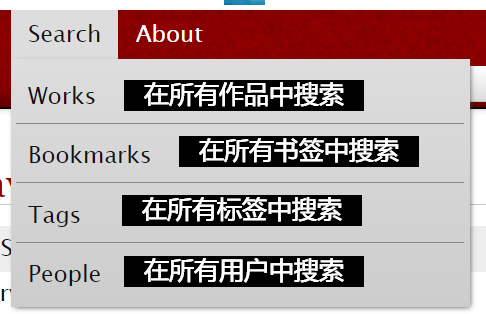 Search About
Works 在所有作品中搜索
Bookmarks 在所有书签中搜索
Tags 在所有标签中搜索
People 在所有用户中搜索